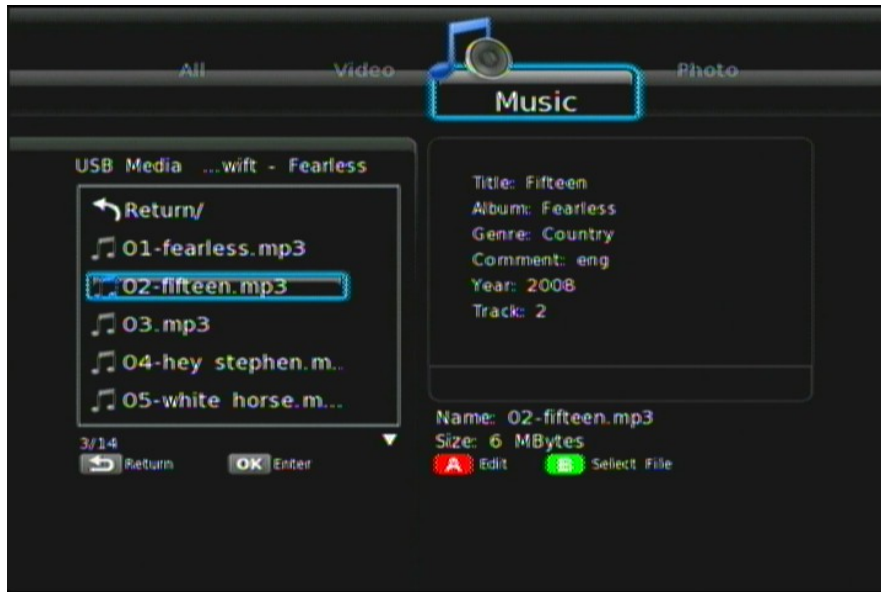 All Video Music Photo
USB Media ...wift - Fearless
Return/
01-fearless.mp3
02-fifteen.mp3
03.mp3
04-hey stephen.m..
05-white horse.m...
3/14
Return OK Enter
Title: Fifteen
Album: Fearless
Genre: Country
Comment: eng
Year: 2008
Track: 2
Name: 02-fifteen.mp3
Size: 6 MBytes
A Edit B Select File